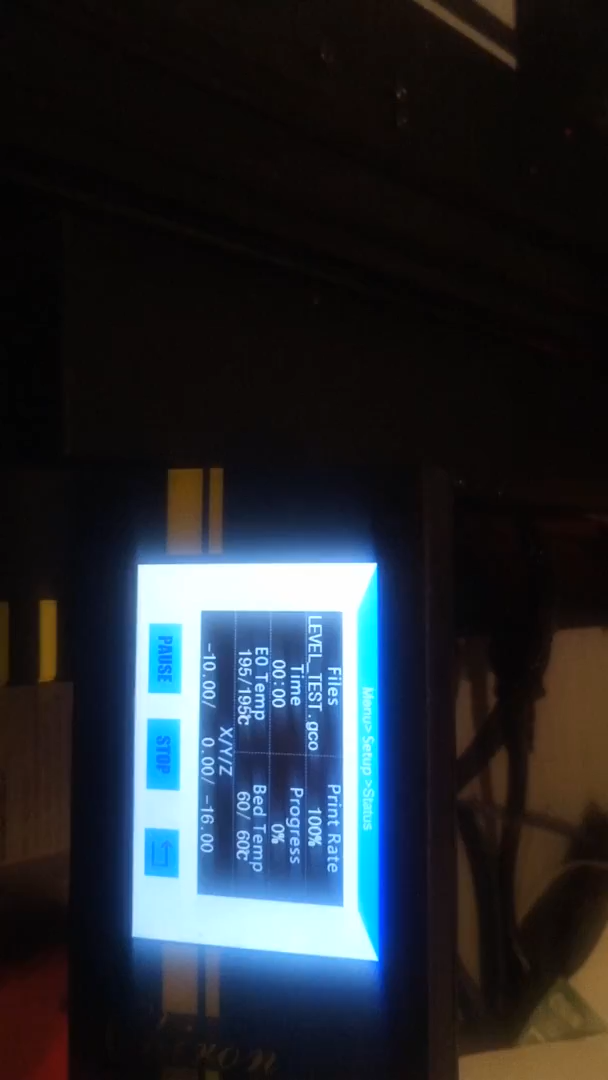 Menu> Setup >Status
Files Print Rate
LEVEL_TEST.gco 100%
Time Progress
00:00 0%
E0 Temp Bed Temp
195/195℃ 60/ 60℃
X/Y/Z
-10.00/ 0.00/ -16.00
PAUSE STOP